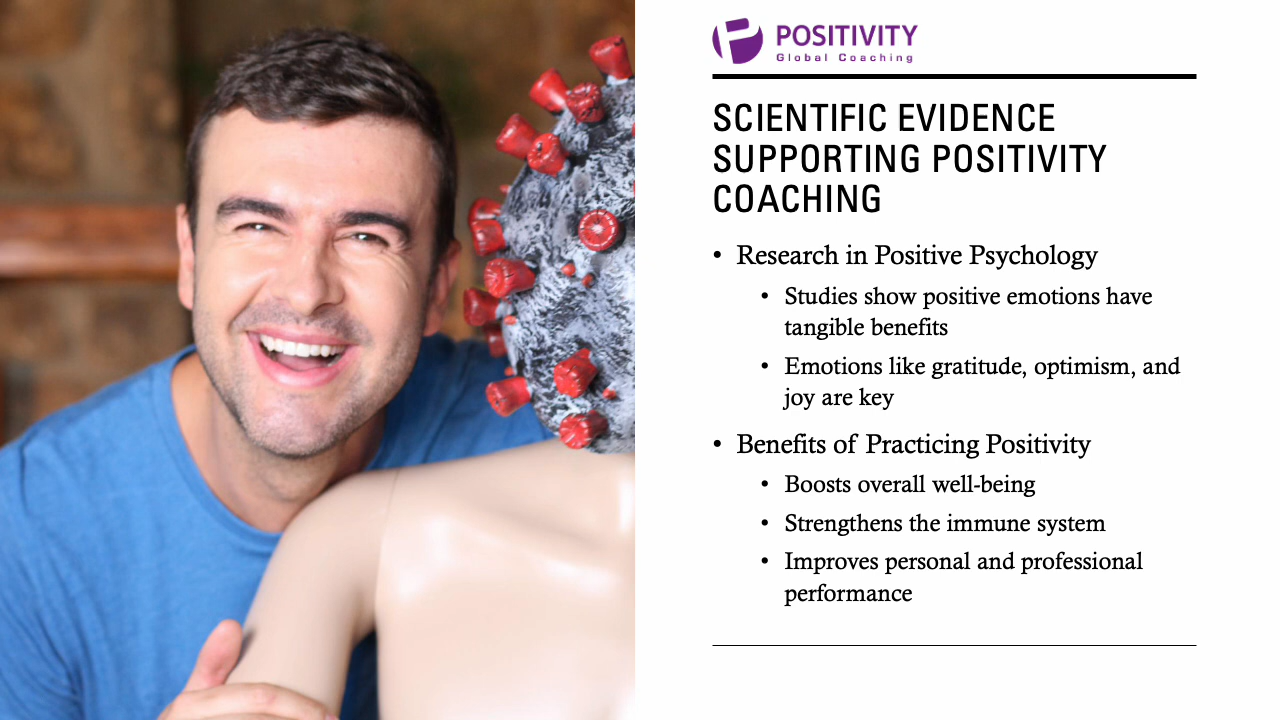 POSITIVITY
Global Coaching
SCIENTIFIC EVIDENCE
SUPPORTING POSITIVITY
COACHING
• Research in Positive Psychology
• Studies show positive emotions have
tangible benefits
• Emotions like gratitude, optimism, and
joy are key
• Benefits of Practicing Positivity
• Boosts overall well-being
• Strengthens the immune system
• Improves personal and professional
performance